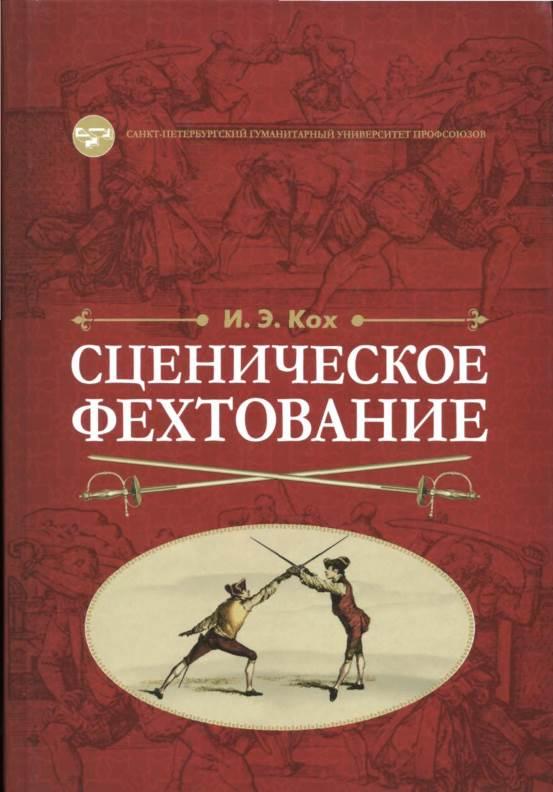 САНКТ-ПЕТЕРБУРГСКИЙ ГУМАНИТАРНЫЙ УНИВЕРСИТЕТ ПРОФСОЮЗОВ
И. Э. Кох
СЦЕНИЧЕСКОЕ
ФЕХТОВАНИЕ